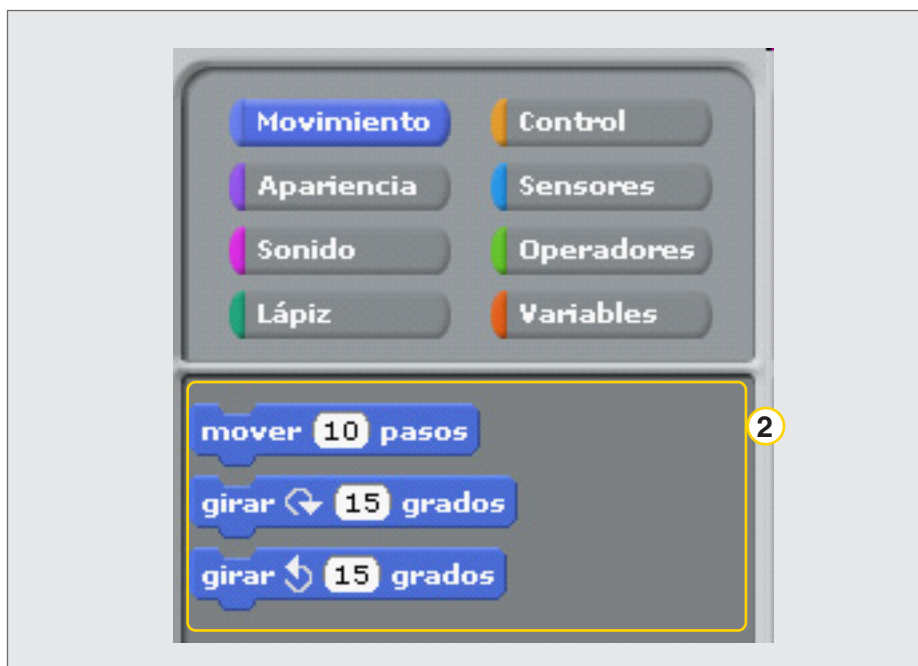 Movimiento Control
Apariencia Sensores
Sonido Operadores
Lápiz Variables
mover 10 pasos
2
girar 15 grados
girar 15 grados